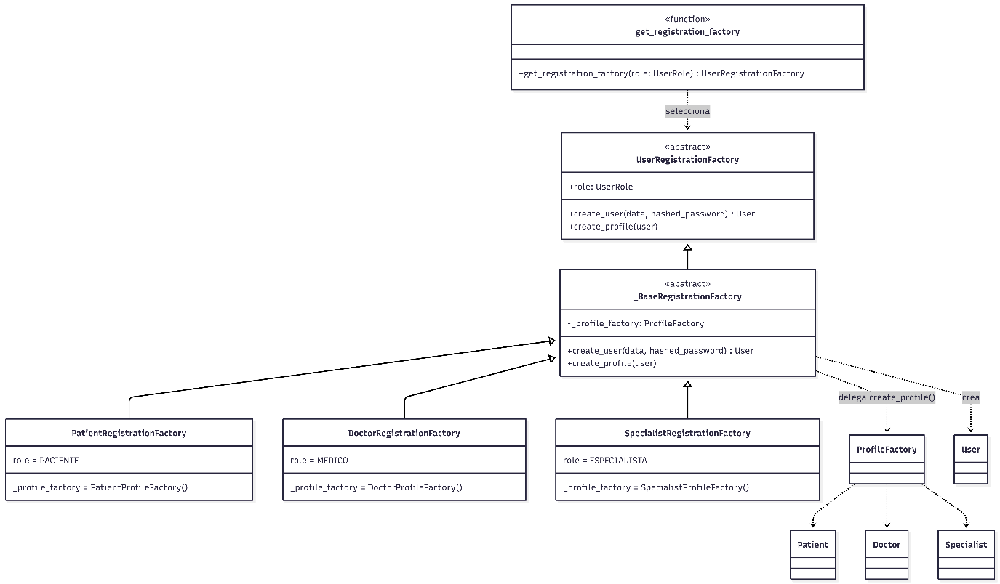 «function»
get_registration_factory
+get_registration_factory(role: UserRole) : UserRegistrationFactory
selecciona
«abstract»
UserRegistrationFactory
+role: UserRole
+create_user(data, hashed_password) : User
+create_profile(user)
«abstract»
_BaseRegistrationFactory
-_profile_factory: ProfileFactory
+create_user(data, hashed_password) : User
+create_profile(user)
delega create_profile()
crea
PatientRegistrationFactory
role = PACIENTE
_profile_factory = PatientProfileFactory()
DoctorRegistrationFactory
role = MEDICO
_profile_factory = DoctorProfileFactory()
SpecialistRegistrationFactory
role = ESPECIALISTA
_profile_factory = SpecialistProfileFactory()
ProfileFactory
User
Patient
Doctor
Specialist